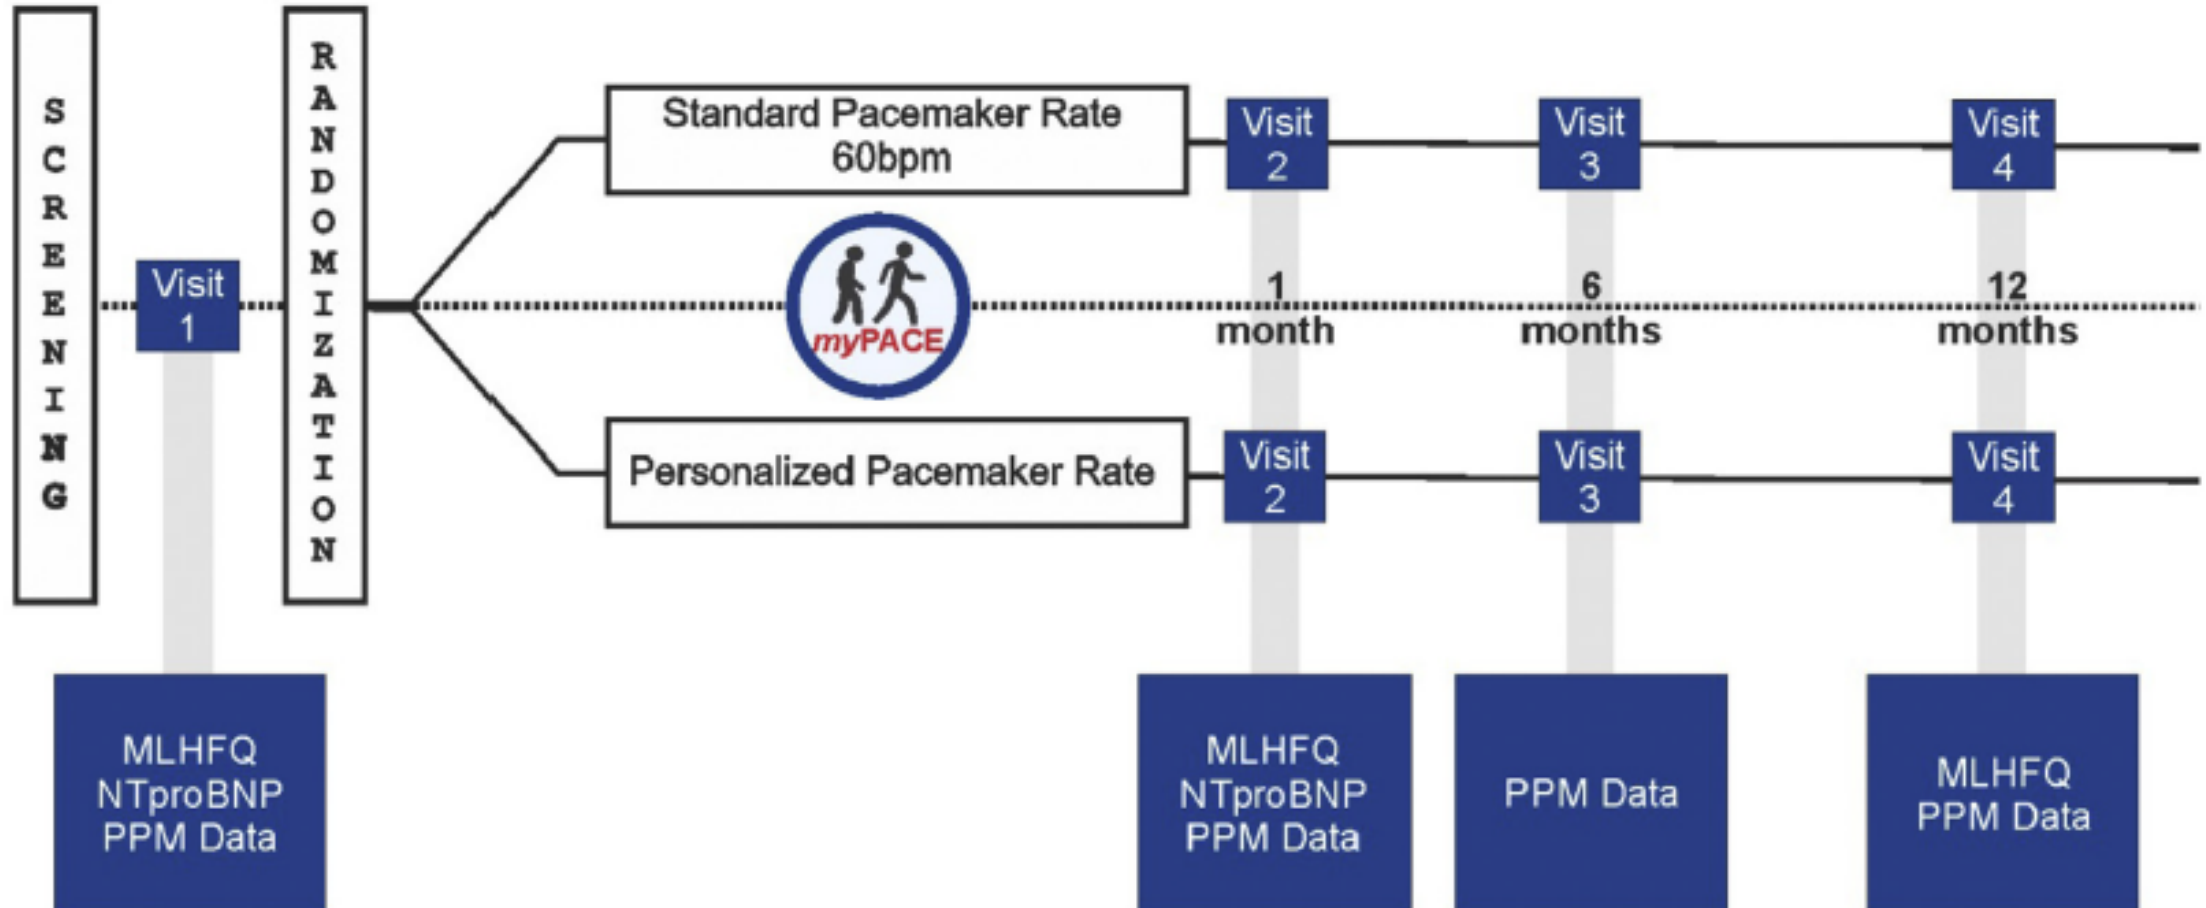 SCREENING
Visit
1
RANDOMIZATION
Standard Pacemaker Rate
60bpm
myPACE
Personalized Pacemaker Rate
Visit
2
Visit
3
Visit
4
1
month
6
months
12
months
Visit
2
Visit
3
Visit
4
MLHFQ
NTproBNP
PPM Data
MLHFQ
NTproBNP
PPM Data
PPM Data
MLHFQ
PPM Data